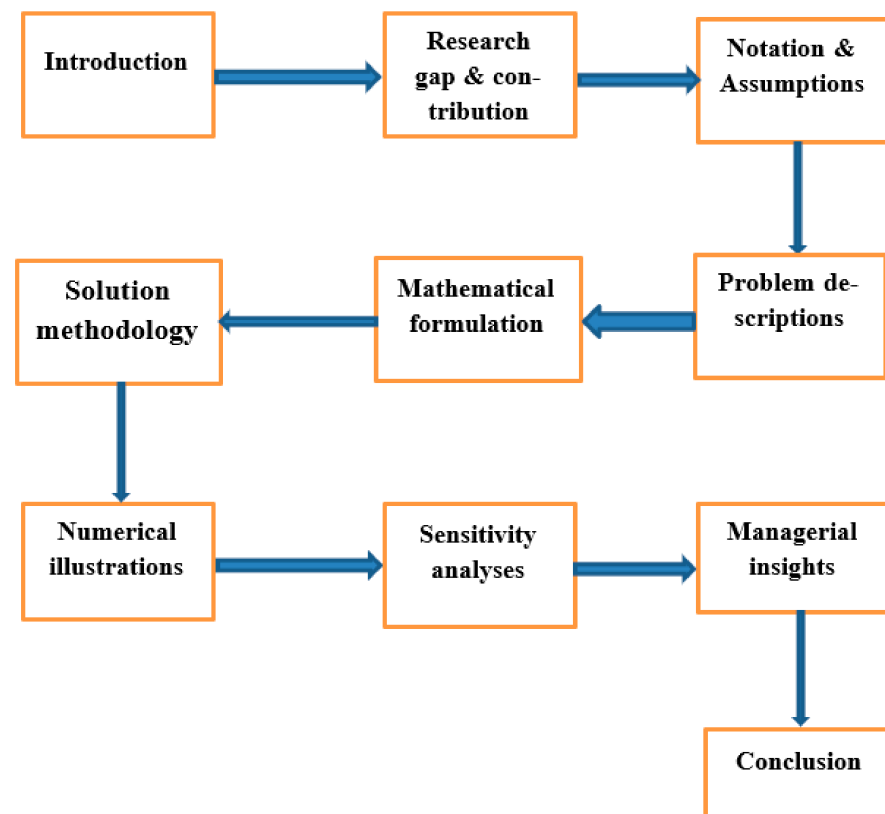 Introduction
Research
gap & con-
tribution
Notation &
Assumptions
Problem de-
scriptions
Mathematical
formulation
Solution
methodology
Numerical
illustrations
Sensitivity
analyses
Managerial
insights
Conclusion